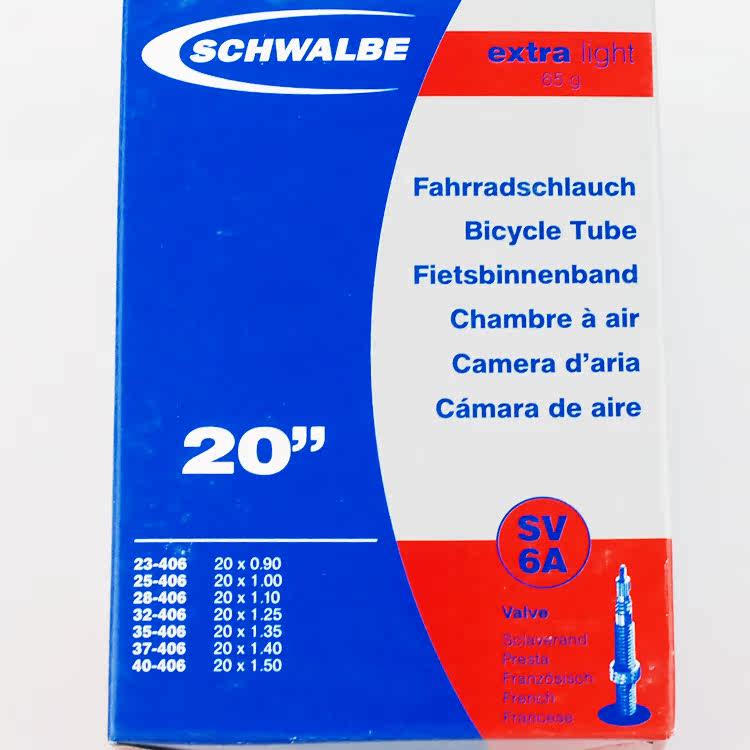 SCHWALBE
extra light
65 g
Fahrradschlauch
Bicycle Tube
Fietsbinnenband
Chambre à air
Camera d'aria
Cámara de aire
20”
23-406 20 x 0.90
25-406 20 x 1.00
28-406 20 x 1.10
32-406 20 x 1.25
35-406 20 x 1.35
37-406 20 x 1.40
40-406 20 x 1.50
SV
6A
Valve
Sclaverand
Presta
Französisch
French
Francese